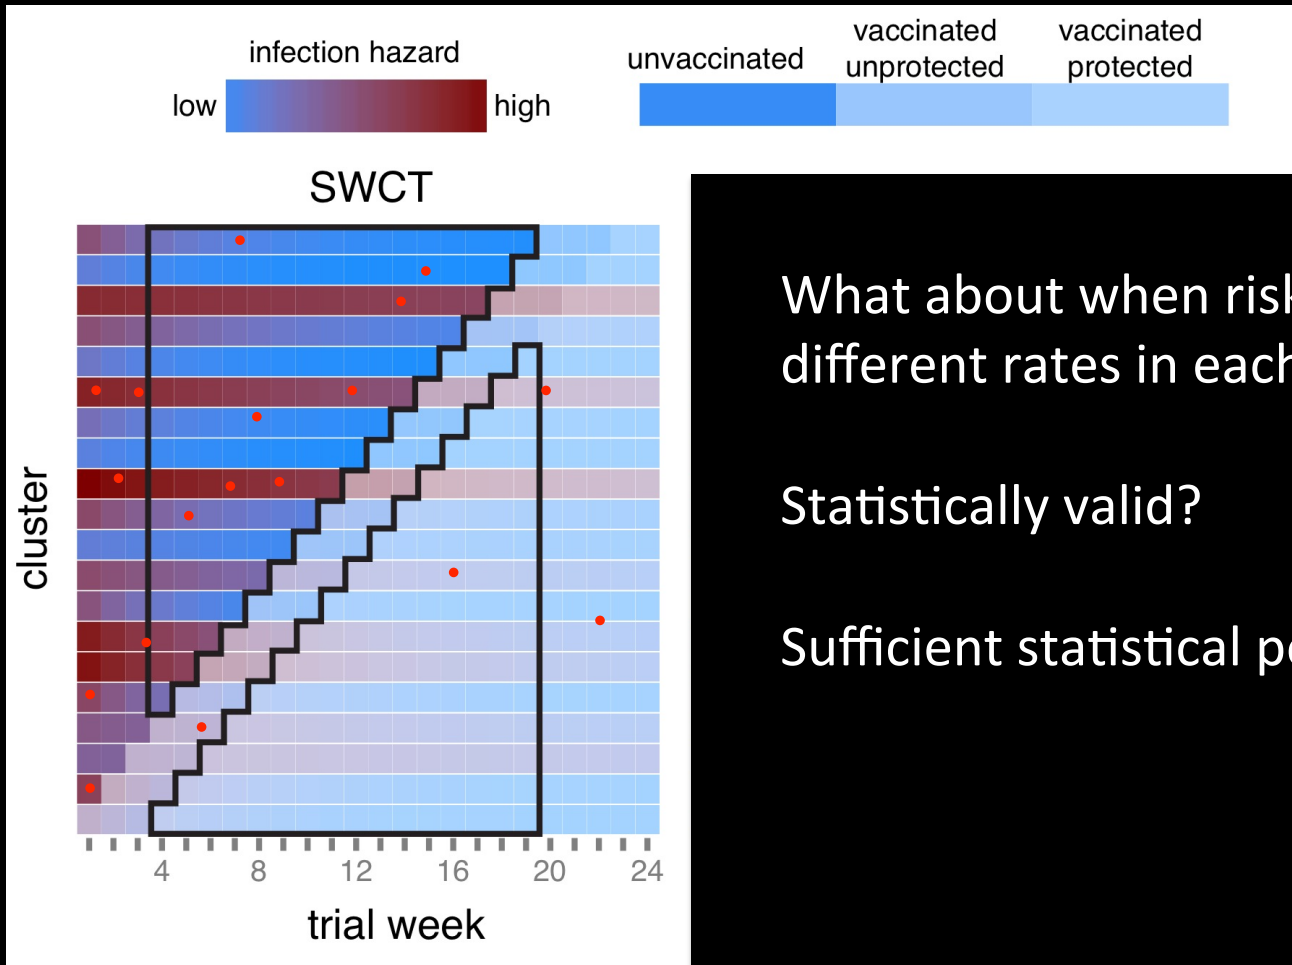 infection hazard
low
high
unvaccinated
vaccinated
unprotected
vaccinated
protected
SWCT
cluster
4
8
12
16
20
24
trial week
What about when
different rates in each
Statistically valid?
Sufficient statistical